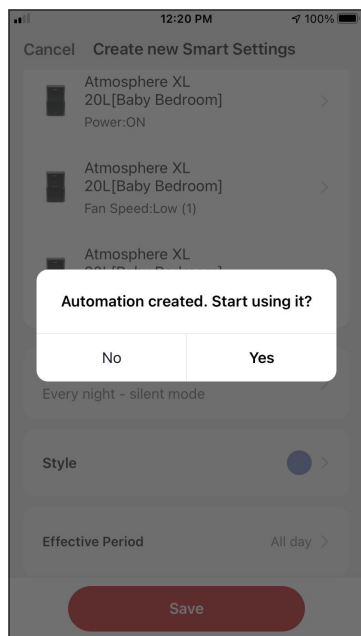 12:20 PM
100%
Cancel
Create new Smart Settings
Atmosphere XL
20L[Baby Bedroom]
Power:ON
Atmosphere XL
20L[Baby Bedroom]
Fan Speed:Low (1)
Atmosphere XL
Automation created. Start using it?
No
Yes
Every night - silent mode
Style
Effective Period
All day
Save